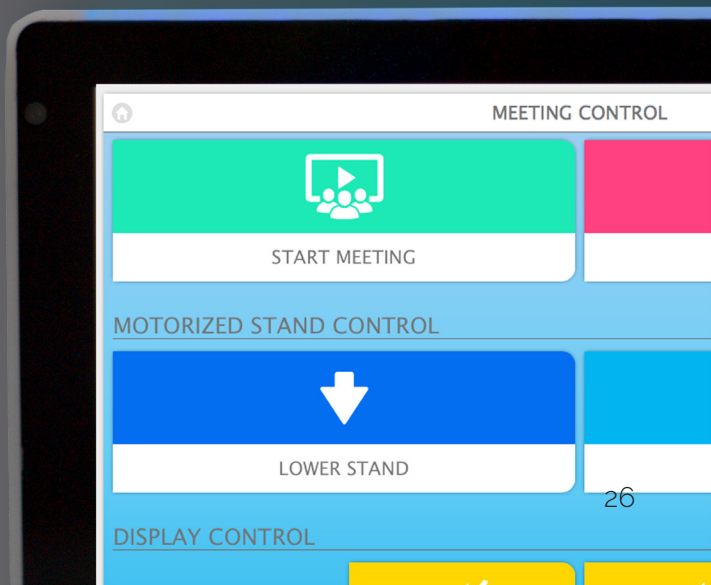 MEETING CONTROL
START MEETING
MOTORIZED STAND CONTROL
LOWER STAND
26
DISPLAY CONTROL